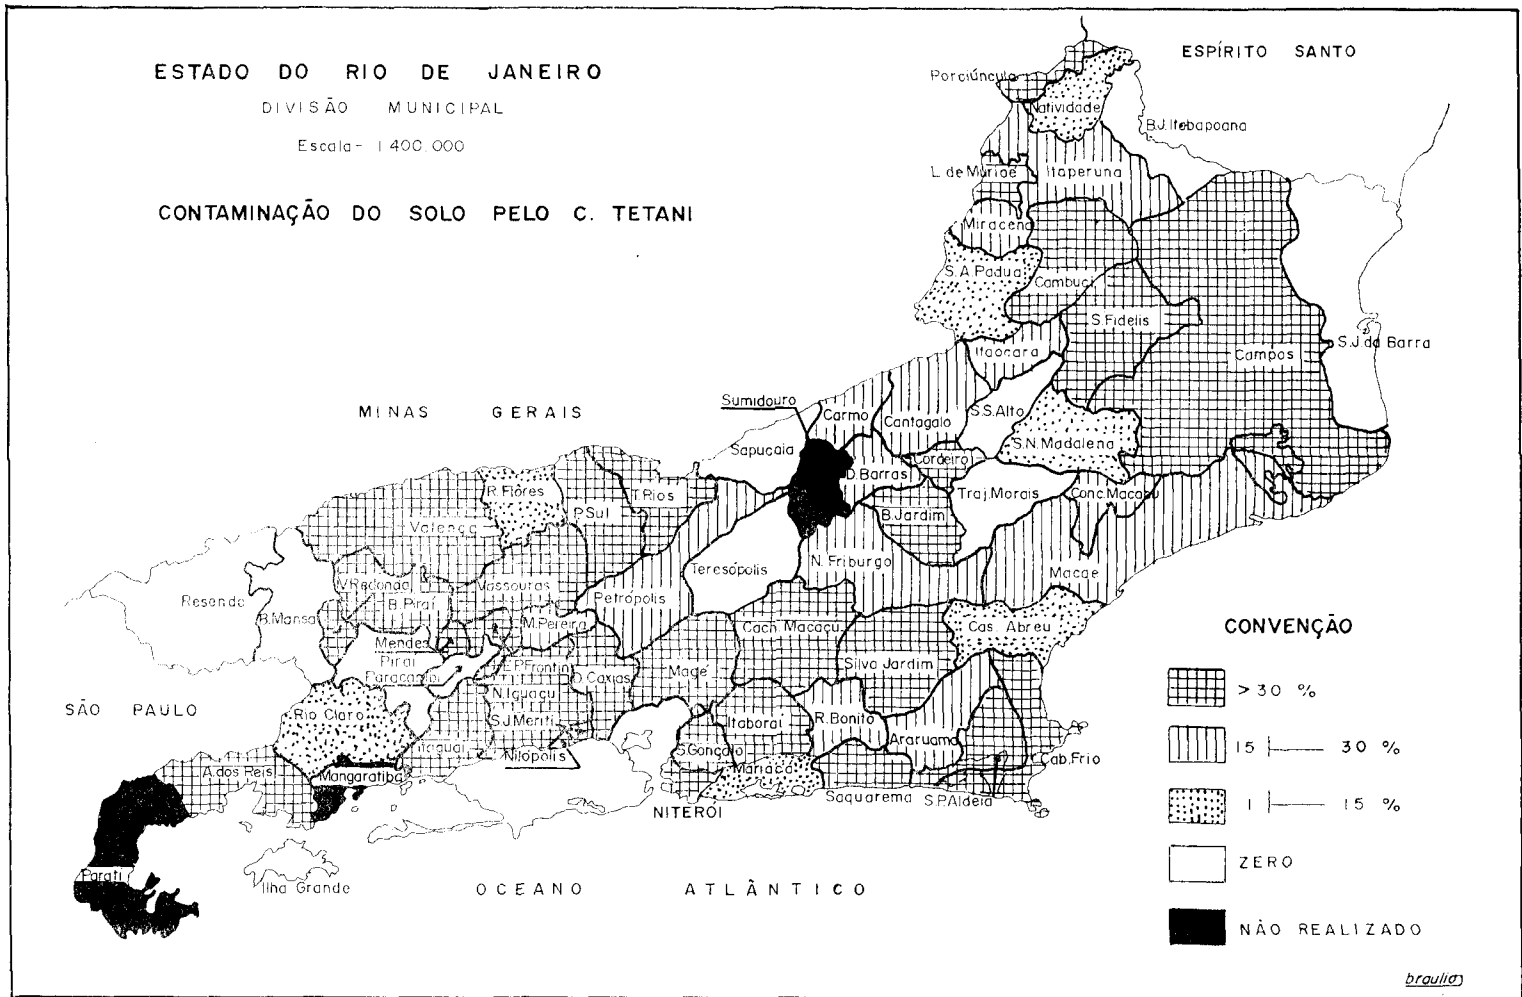 ESTADO DO RIO DE JANEIRO
DIVISÃO MUNICIPAL
Escala- 1 400.000
CONTAMINAÇÃO DO SOLO PELO C. TETANI
ESPÍRITO SANTO
Porciúncula
Natividade
B.J. Itabapoana
L. de Muriaé
Itaperuna
Miracena
S. A. Padua
Cambuci
S. Fidelis
Campos
S.J. da Barra
Itaocara
MINAS GERAIS
Sumidouro
Carmo
Cantagalo
S.S. Alto
S.N. Madalena
Sapucaia
Cordeiro
D. Barras
R. Flôres
T. Rios
Traj. Morais
Conc. Macabu
P. Sul
B. Jardim
Valença
N. Friburgo
Teresópolis
Macaé
V. Redonda
Vassouras
Resende
B. Piraí
Petrópolis
B. Mansa
M. Pereira
Cach. Macaçu
Cas. Abreu
Mendes
Piraí
E. P. Frontin
D. Caxias
Magé
Silva Jardim
Paracambi
N. Iguaçu
SÃO PAULO
Rio Claro
S.J. Meriti
Itaboraí
R. Bonito
Araruama
Itaguaí
Nilópolis
S. Gonçalo
Cab. Frio
A. dos Reis
Mangaratiba
Maricá
NITERÓI
Saquarema
S.P. Aldeia
Parati
Ilha Grande
OCEANO ATLÂNTICO
CONVENÇÃO
> 30 %
15 30 %
1 15 %
ZERO
NÃO REALIZADO
braulio